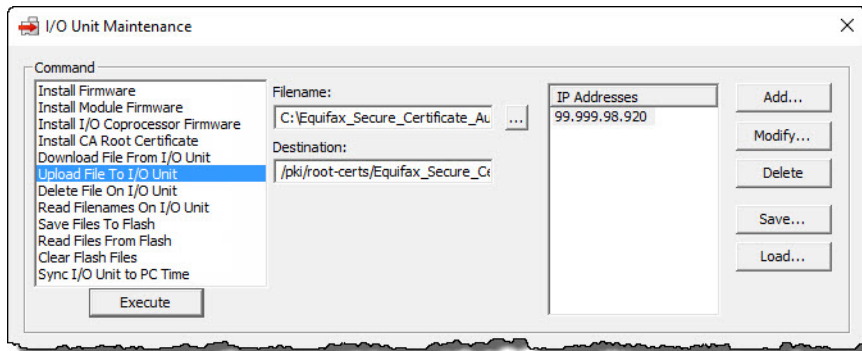 I/O Unit Maintenance
Command
Install Firmware
Install Module Firmware
Install I/O Coprocessor Firmware
Install CA Root Certificate
Download File From I/O Unit
Upload File To I/O Unit
Delete File On I/O Unit
Read Filenames On I/O Unit
Save Files To Flash
Read Files From Flash
Clear Flash Files
Sync I/O Unit to PC Time
Execute
Filename:
C:\Equifax_Secure_Certificate_Au
...
Destination:
/pki/root-certs/Equifax_Secure_Ce
IP Addresses
99.999.98.920
Add...
Modify...
Delete
Save...
Load...